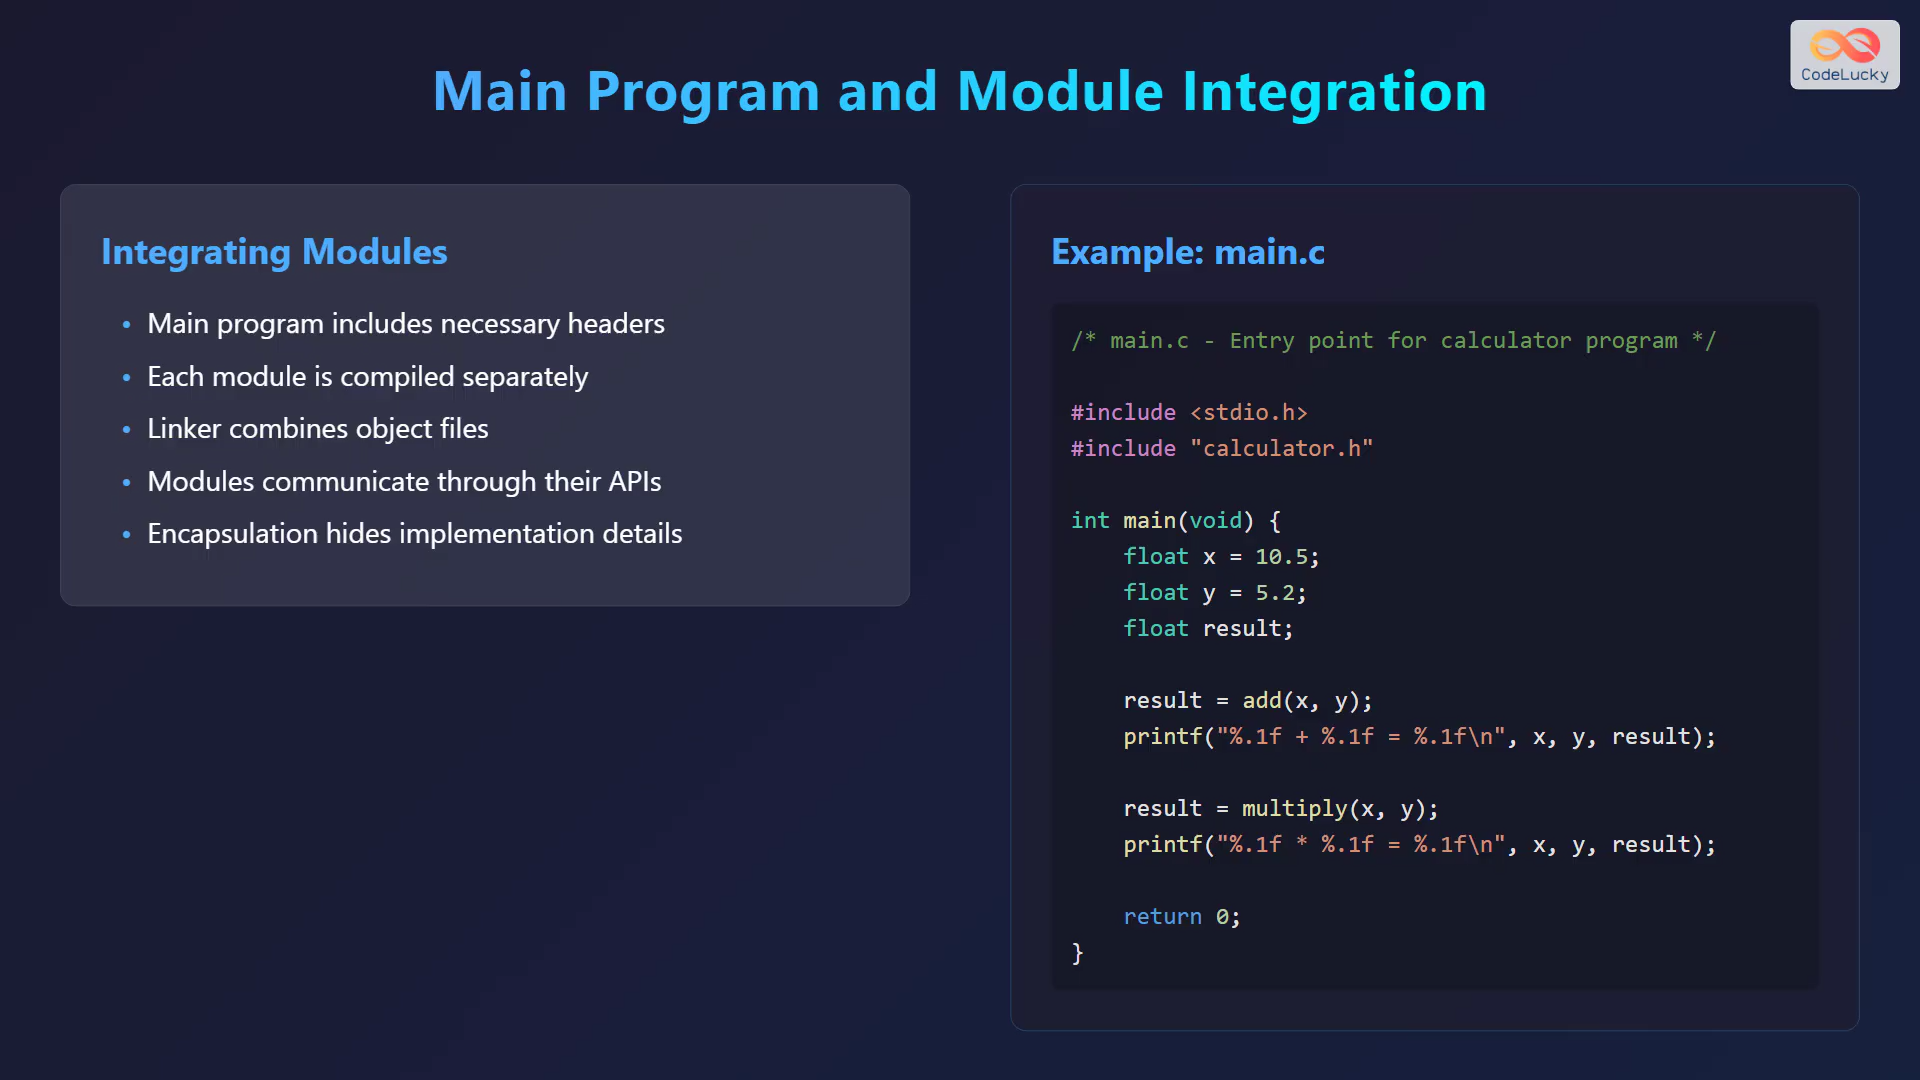 CodeLucky
Main Program and Module Integration
Integrating Modules
• Main program includes necessary headers
• Each module is compiled separately
• Linker combines object files
• Modules communicate through their APIs
• Encapsulation hides implementation details
Example: main.c
/* main.c - Entry point for calculator program */
#include <stdio.h>
#include "calculator.h"
int main(void) {
    float x = 10.5;
    float y = 5.2;
    float result;
    result = add(x, y);
    printf("%.1f + %.1f = %.1f\n", x, y, result);
    result = multiply(x, y);
    printf("%.1f * %.1f = %.1f\n", x, y, result);
    return 0;
}